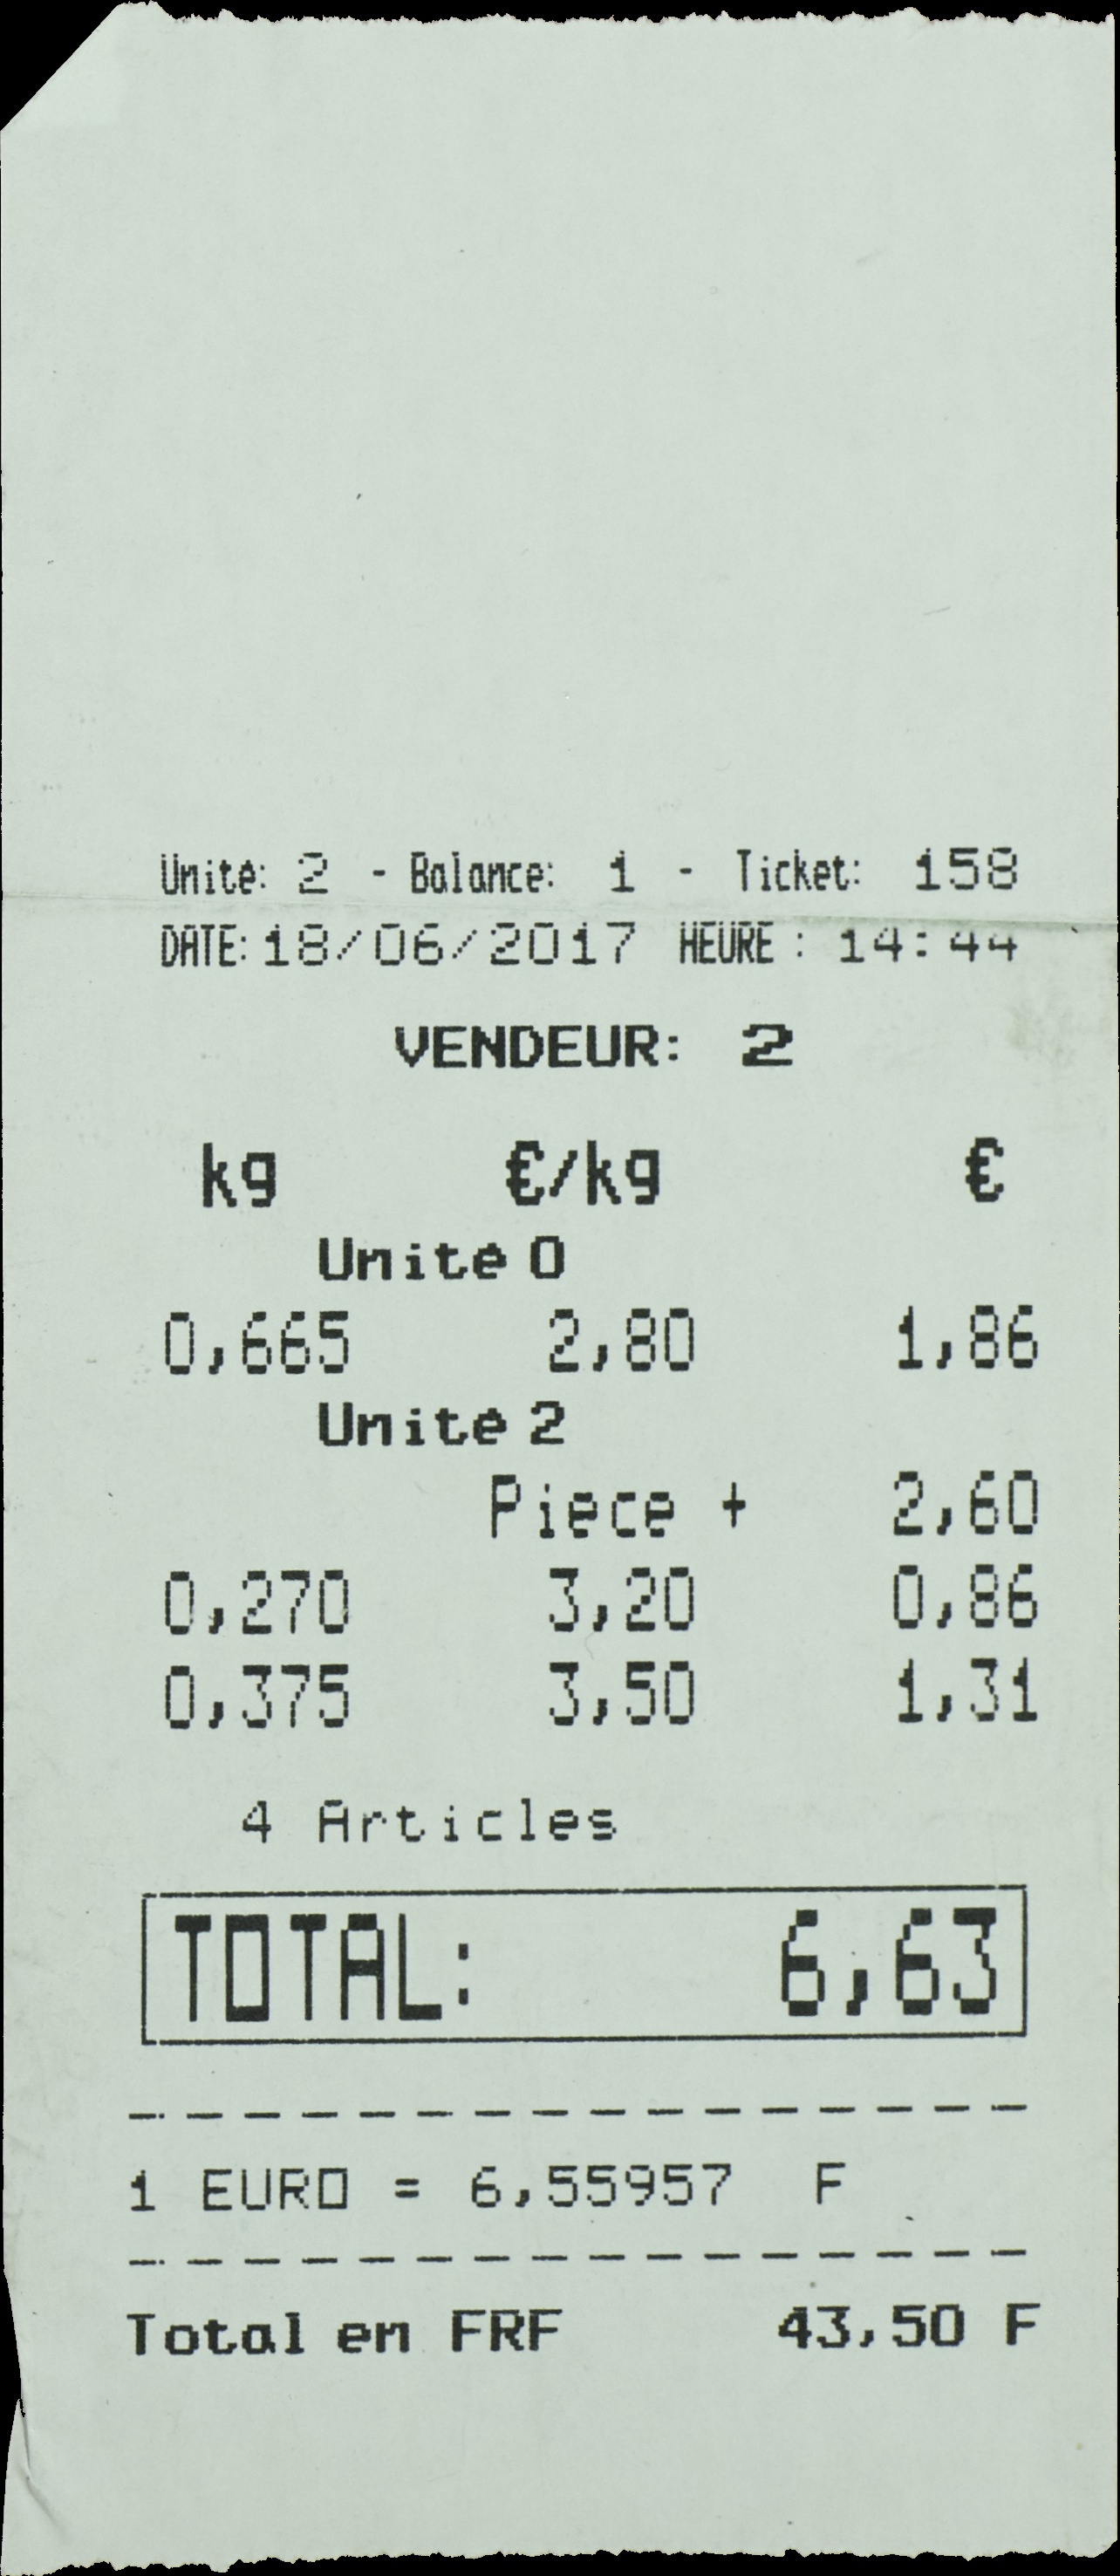 Unité: 2 - Balance: 1 - Ticket: 158
DATE: 18/06/2017 HEURE : 14:44
VENDEUR: 2
kg €/kg €
Unité 0
0,665 2,80 1,86
Unité 2
Piece + 2,60
0,270 3,20 0,86
0,375 3,50 1,31
4 Articles
TOTAL: 6,63
1 EURO = 6,55957 F
Total en FRF 43,50 F